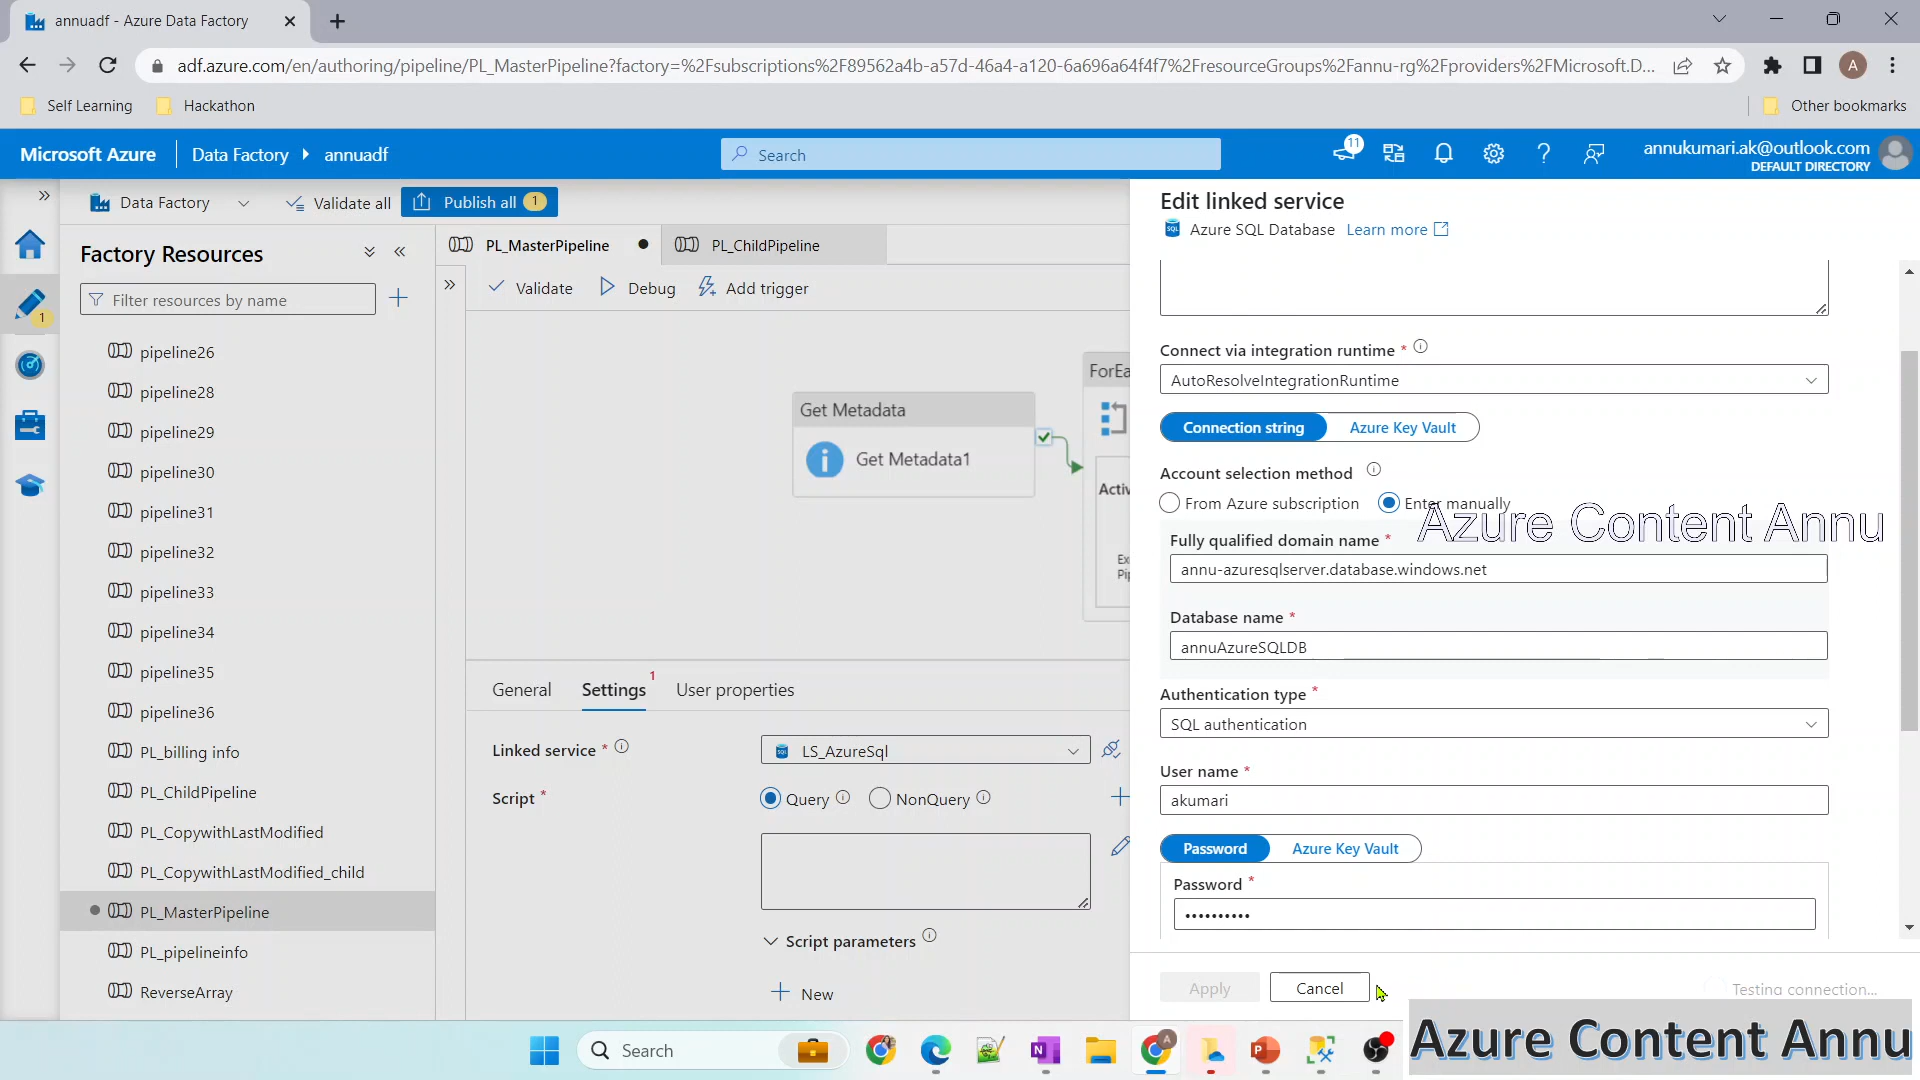 annuadf - Azure Data Factory
adf.azure.com/en/authoring/pipeline/PL_MasterPipeline?factory=%2Fsubscriptions%2F89562a4b-a57d-46a4-a120-6a696a64f4f7%2FresourceGroups%2Fannu-rg%2Fproviders%2FMicrosoft.D...
A
Self Learning
Hackathon
Other bookmarks
Microsoft Azure
Data Factory
annuadf
Search
11
annukumari.ak@outlook.com
DEFAULT DIRECTORY
Data Factory
Validate all
Publish all 1
Factory Resources
Filter resources by name
1
pipeline26
pipeline28
pipeline29
pipeline30
pipeline31
pipeline32
pipeline33
pipeline34
pipeline35
pipeline36
PL_billing info
PL_ChildPipeline
PL_CopywithLastModified
PL_CopywithLastModified_child
PL_MasterPipeline
PL_pipelineinfo
ReverseArray
PL_MasterPipeline
PL_ChildPipeline
Validate
Debug
Add trigger
Get Metadata
Get Metadata1
ForEa
Activ
Ex
Pip
General
Settings 1
User properties
Linked service *
LS_AzureSql
Script *
Query
NonQuery
Script parameters
New
Edit linked service
Azure SQL Database Learn more
Connect via integration runtime *
AutoResolveIntegrationRuntime
Connection string
Azure Key Vault
Account selection method
From Azure subscription
Enter manually
Azure Content Annu
Fully qualified domain name *
annu-azuresqlserver.database.windows.net
Database name *
annuAzureSQLDB
Authentication type *
SQL authentication
User name *
akumari
Password
Azure Key Vault
Password *
••••••••••
Apply
Cancel
Testing connection...
Search
A
Azure Content Annu